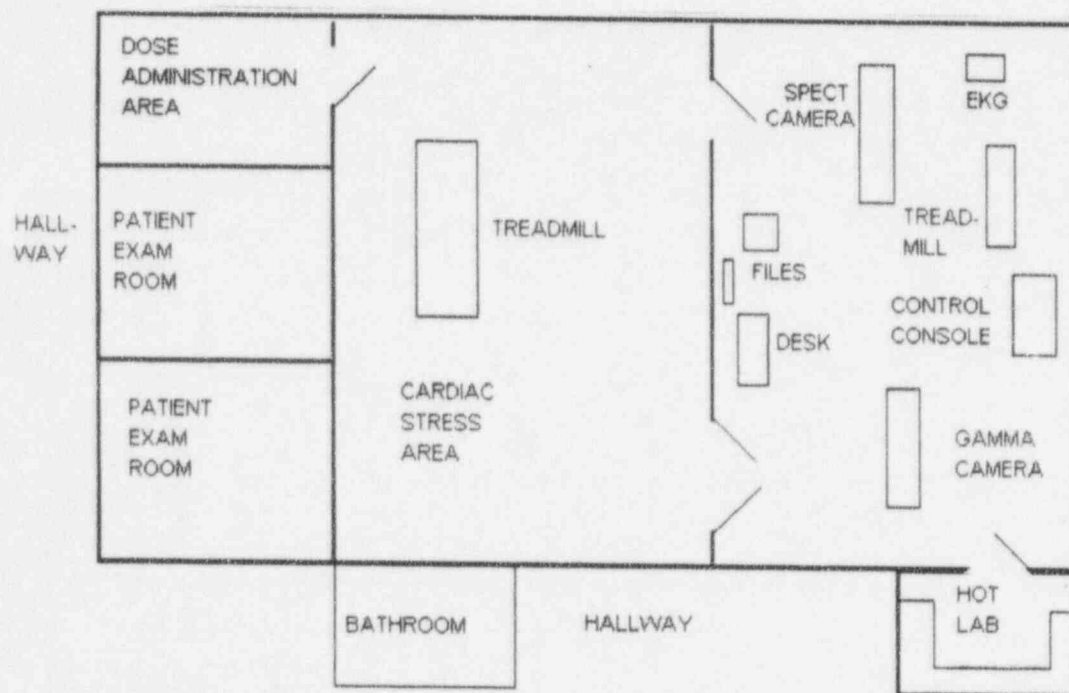 DOSE
ADMINISTRATION
AREA
SPECT
CAMERA
EKG
HALL-
WAY
PATIENT
EXAM
ROOM
TREADMILL
TREAD-
MILL
FILES
CONTROL
CONSOLE
DESK
PATIENT
EXAM
ROOM
CARDIAC
STRESS
AREA
GAMMA
CAMERA
BATHROOM
HALLWAY
HOT
LAB